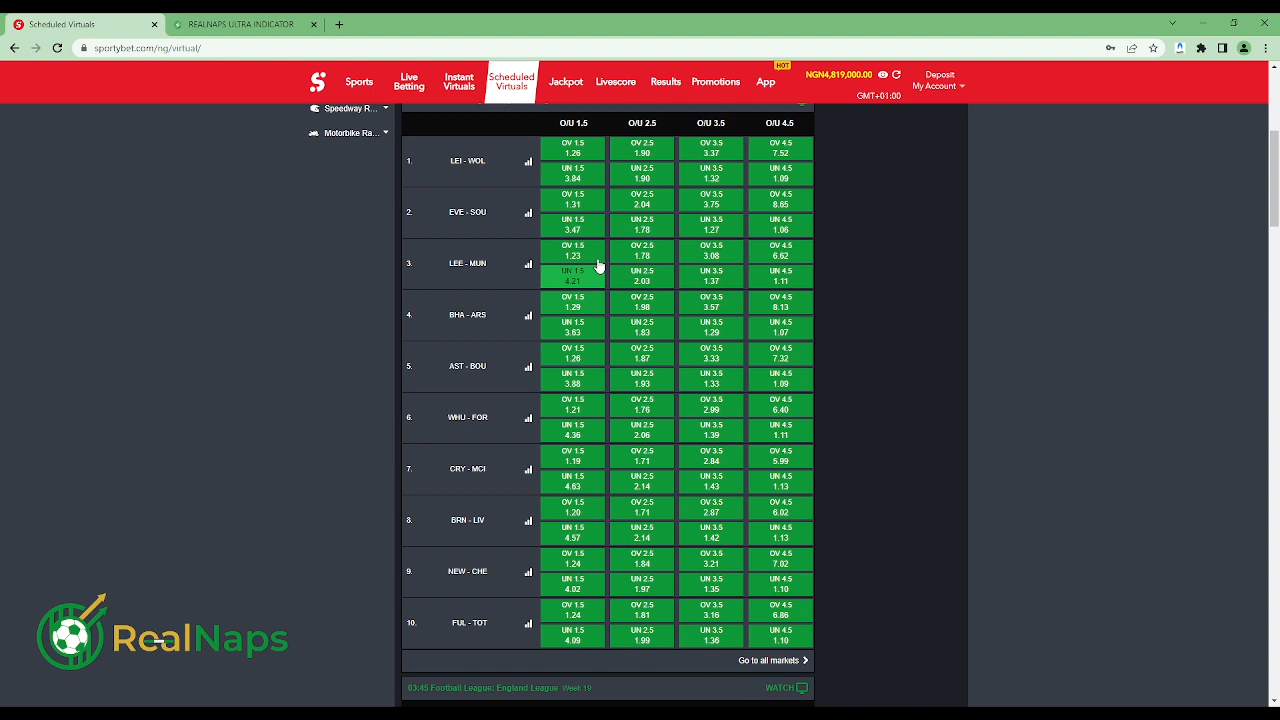 Scheduled Virtuals
REALNAPS ULTRA INDICATOR
sportybet.com/ng/virtual/
Sports
Live Betting
Instant Virtuals
Scheduled Virtuals
Jackpot
Livescore
Results
Promotions
App
HOT
NGN4,819,000.00
Deposit
GMT+01:00
My Account
Speedway R...
Motorbike Ra...
O/U 1.5 O/U 2.5 O/U 3.5 O/U 4.5
OV 1.5 OV 2.5 OV 3.5 OV 4.5
1.26 1.90 3.37 7.52
1. LEI - WOL
UN 1.5 UN 2.5 UN 3.5 UN 4.5
3.84 1.90 1.32 1.09
OV 1.5 OV 2.5 OV 3.5 OV 4.5
1.31 2.04 3.75 8.65
2. EVE - SOU
UN 1.5 UN 2.5 UN 3.5 UN 4.5
3.47 1.78 1.27 1.06
OV 1.5 OV 2.5 OV 3.5 OV 4.5
1.23 1.78 3.08 6.62
3. LEE - MUN
UN 1.5 UN 2.5 UN 3.5 UN 4.5
4.21 2.03 1.37 1.11
OV 1.5 OV 2.5 OV 3.5 OV 4.5
1.29 1.98 3.57 8.13
4. BHA - ARS
UN 1.5 UN 2.5 UN 3.5 UN 4.5
3.63 1.83 1.29 1.07
OV 1.5 OV 2.5 OV 3.5 OV 4.5
1.26 1.87 3.33 7.32
5. AST - BOU
UN 1.5 UN 2.5 UN 3.5 UN 4.5
3.88 1.93 1.33 1.09
OV 1.5 OV 2.5 OV 3.5 OV 4.5
1.21 1.76 2.99 6.40
6. WHU - FOR
UN 1.5 UN 2.5 UN 3.5 UN 4.5
4.36 2.06 1.39 1.11
OV 1.5 OV 2.5 OV 3.5 OV 4.5
1.19 1.71 2.84 5.99
7. CRY - MCI
UN 1.5 UN 2.5 UN 3.5 UN 4.5
4.63 2.14 1.43 1.13
OV 1.5 OV 2.5 OV 3.5 OV 4.5
1.20 1.71 2.87 6.02
8. BRN - LIV
UN 1.5 UN 2.5 UN 3.5 UN 4.5
4.57 2.14 1.42 1.13
OV 1.5 OV 2.5 OV 3.5 OV 4.5
1.24 1.84 3.21 7.02
9. NEW - CHE
UN 1.5 UN 2.5 UN 3.5 UN 4.5
4.02 1.97 1.35 1.10
OV 1.5 OV 2.5 OV 3.5 OV 4.5
1.24 1.81 3.16 6.86
10. FUL - TOT
UN 1.5 UN 2.5 UN 3.5 UN 4.5
4.09 1.99 1.36 1.10
Go to all markets
03:45 Football League: England League Week 19
WATCH
RealNaps